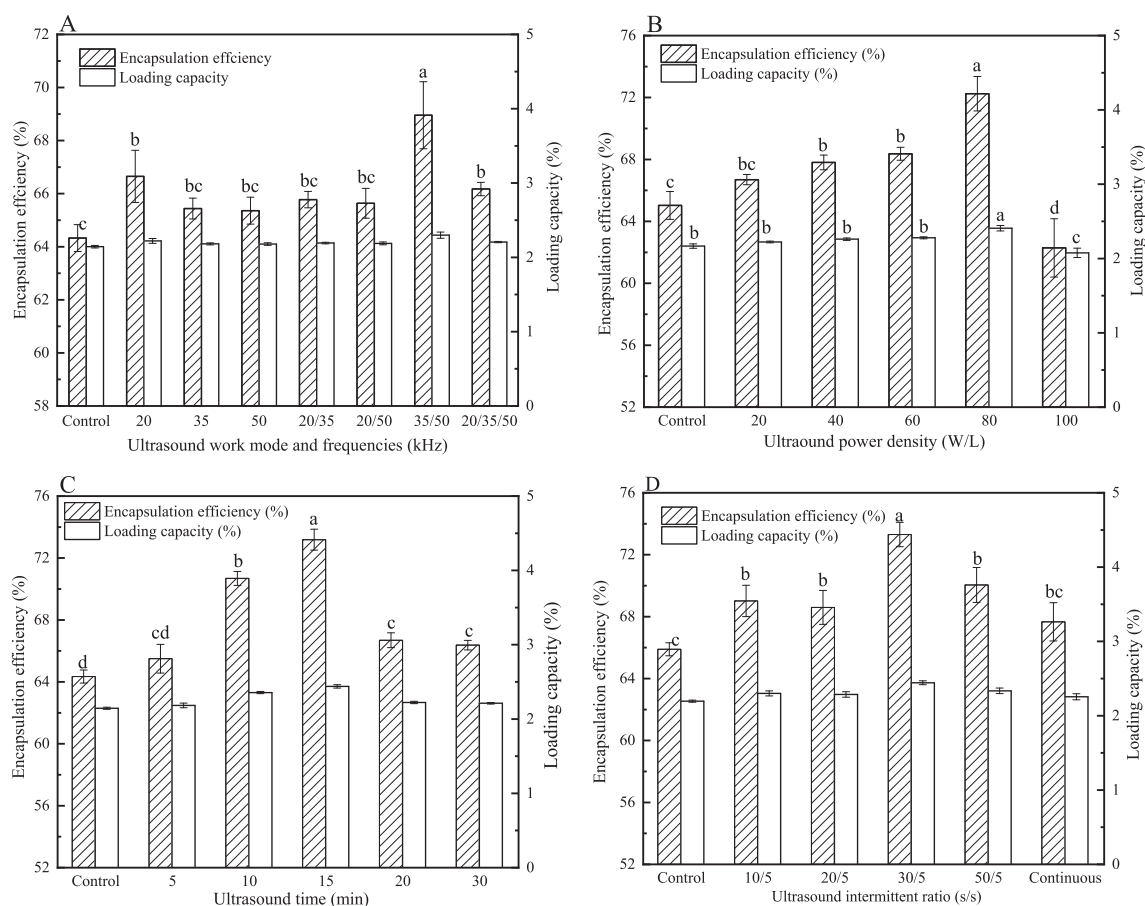 A
72
70
68
66
64
62
60
58
5
4
3
2
1
0
Encapsulation effciency
Loading capacity
c
b
bc
bc
bc
bc
a
b
Encapsulation effciency (%)
Loading capacity (%)
Control
20
35
50
20/35
20/50
35/50
20/35/50
Ultrasound work mode and frequencies (kHz)
B
76
72
68
64
60
56
52
5
4
3
2
1
0
Encapsulation efficiency (%)
Loading capacity (%)
c
b
bc
b
b
b
b
b
a
a
d
c
Encapsulation efficiency (%)
Loading capacity (%)
Control
20
40
60
80
100
Ultraound power density (W/L)
C
76
72
68
64
60
56
52
5
4
3
2
1
0
Encapsulation efficiency (%)
Loading capacity (%)
d
cd
b
a
c
c
Encapsulation efficiency (%)
Loading capacity (%)
Control
5
10
15
20
30
Ultrasound time (min)
D
76
72
68
64
60
56
52
5
4
3
2
1
0
Encapsulation efficiency (%)
Loading capacity (%)
c
b
b
a
b
bc
Encapsulation efficiency (%)
Loading capacity (%)
Control
10/5
20/5
30/5
50/5
Continuous
Ultrasound intermittent ratio (s/s)